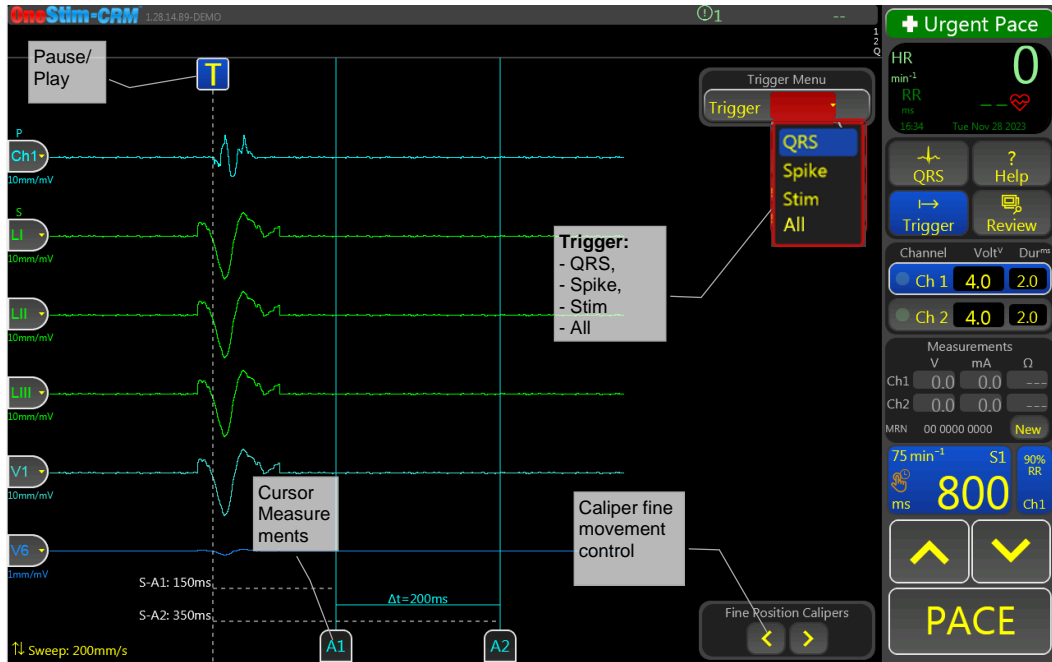 OneStim-CRM 1.28.14.B9-DEMO
1
--
1
2
Q
Pause/
Play
T
P
Ch1
10mm/mV
S
LI
10mm/mV
LII
10mm/mV
LIII
10mm/mV
V1
10mm/mV
V6
1mm/mV
Trigger Menu
Trigger
QRS
Spike
Stim
All
Trigger:
- QRS,
- Spike,
- Stim
- All
Cursor
Measure
ments
Caliper fine
movement
control
S-A1: 150ms
Δt=200ms
S-A2: 350ms
A1
A2
Fine Position Calipers
< >
⇅ Sweep: 200mm/s
Urgent Pace
HR
min⁻¹
0
RR
ms
--
16:34 Tue Nov 28 2023
QRS
? Help
Trigger
Review
Channel Volt V Dur ms
Ch 1 4.0 2.0
Ch 2 4.0 2.0
Measurements
V mA Ω
Ch1 0.0 0.0 ---
Ch2 0.0 0.0 ---
MRN 00 0000 0000 New
75 min⁻¹ S1
800
ms
90%
RR
Ch1
PACE